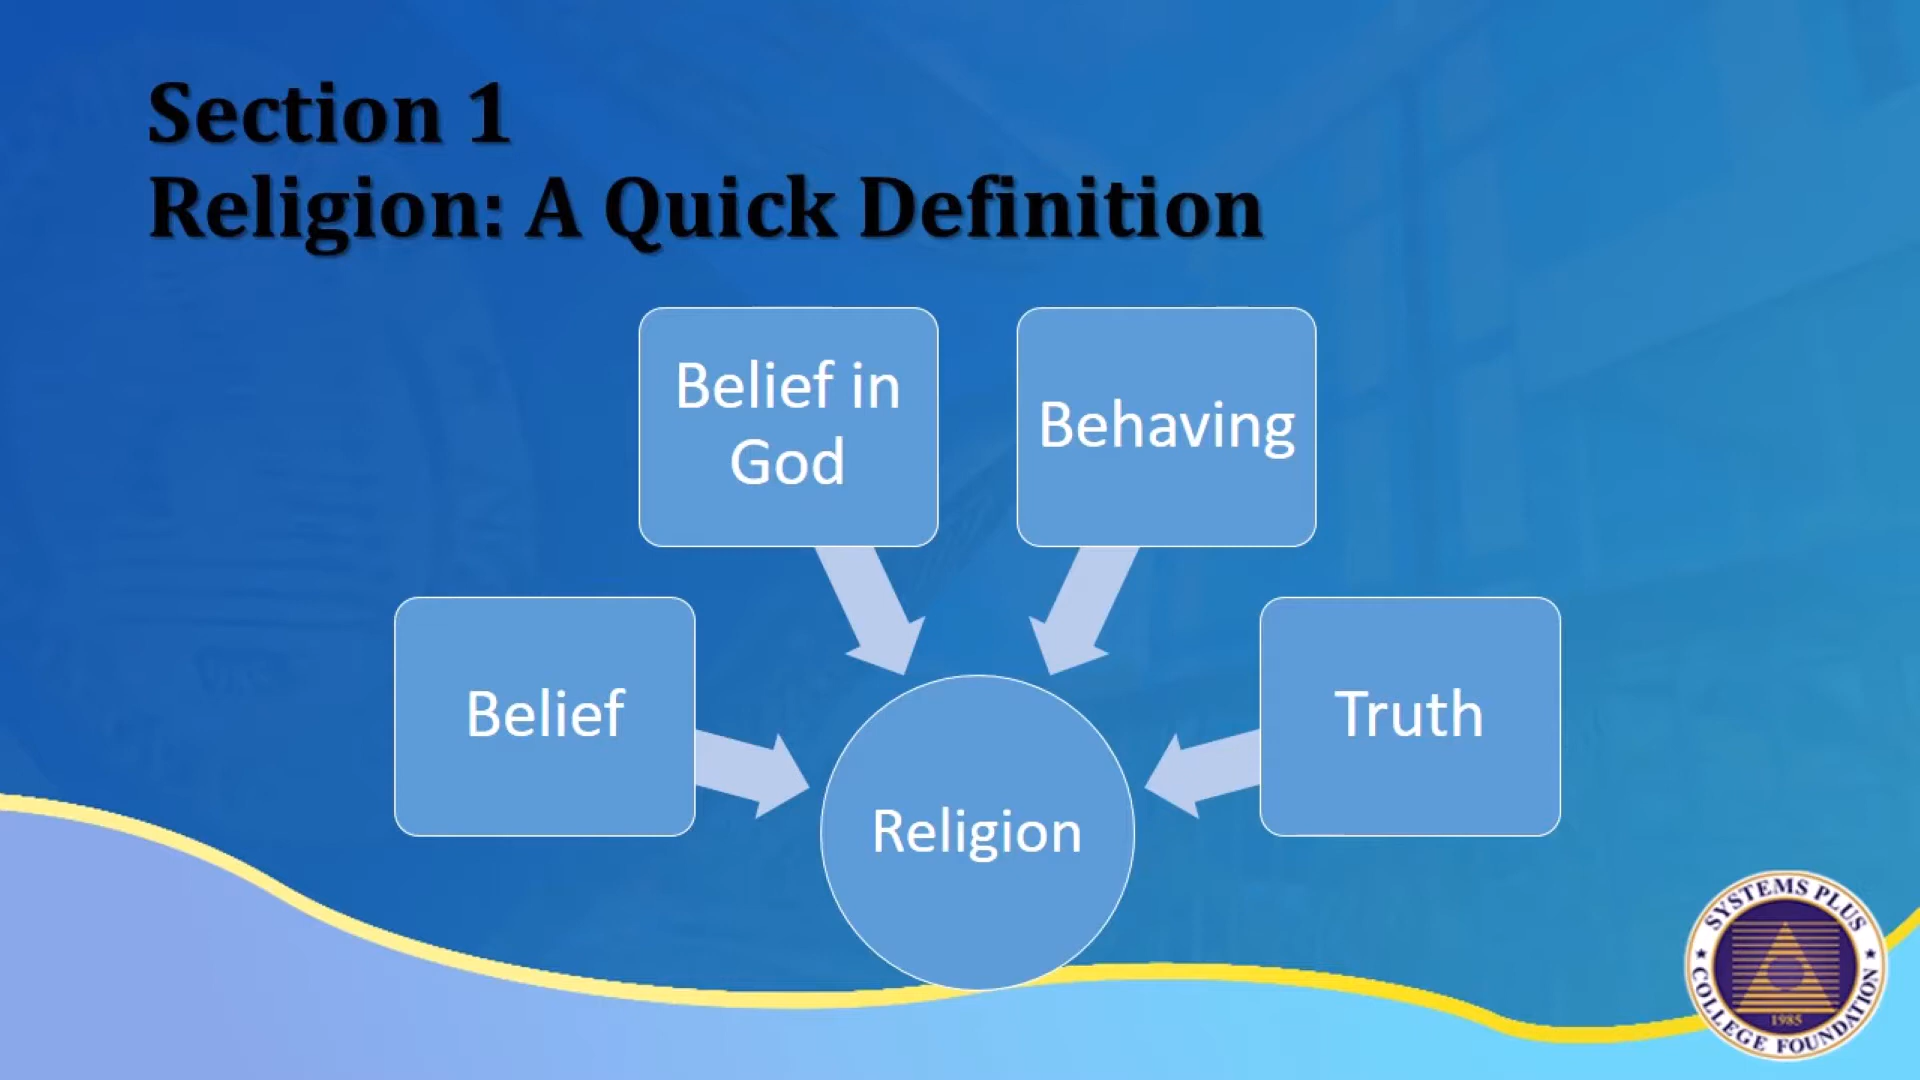 Section 1
Religion: A Quick Definition
Belief in
God
Behaving
Belief
Truth
Religion
SYSTEMS PLUS
COLLEGE FOUNDATION
1985